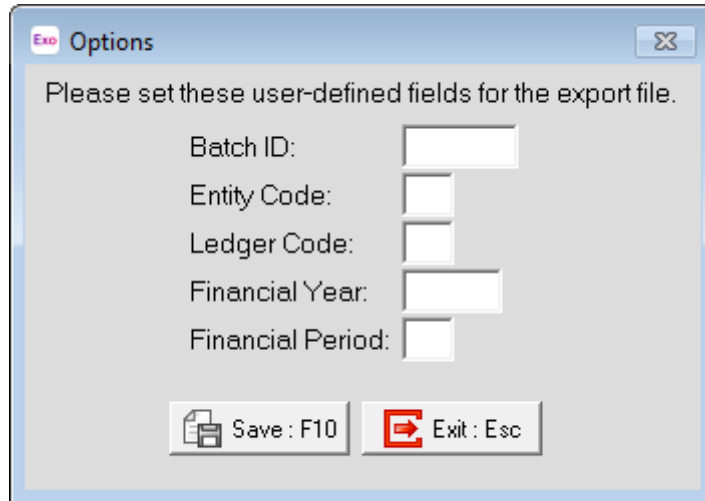 Exo Options
Please set these user-defined fields for the export file.
Batch ID:
Entity Code:
Ledger Code:
Financial Year:
Financial Period:
Save : F10 Exit : Esc